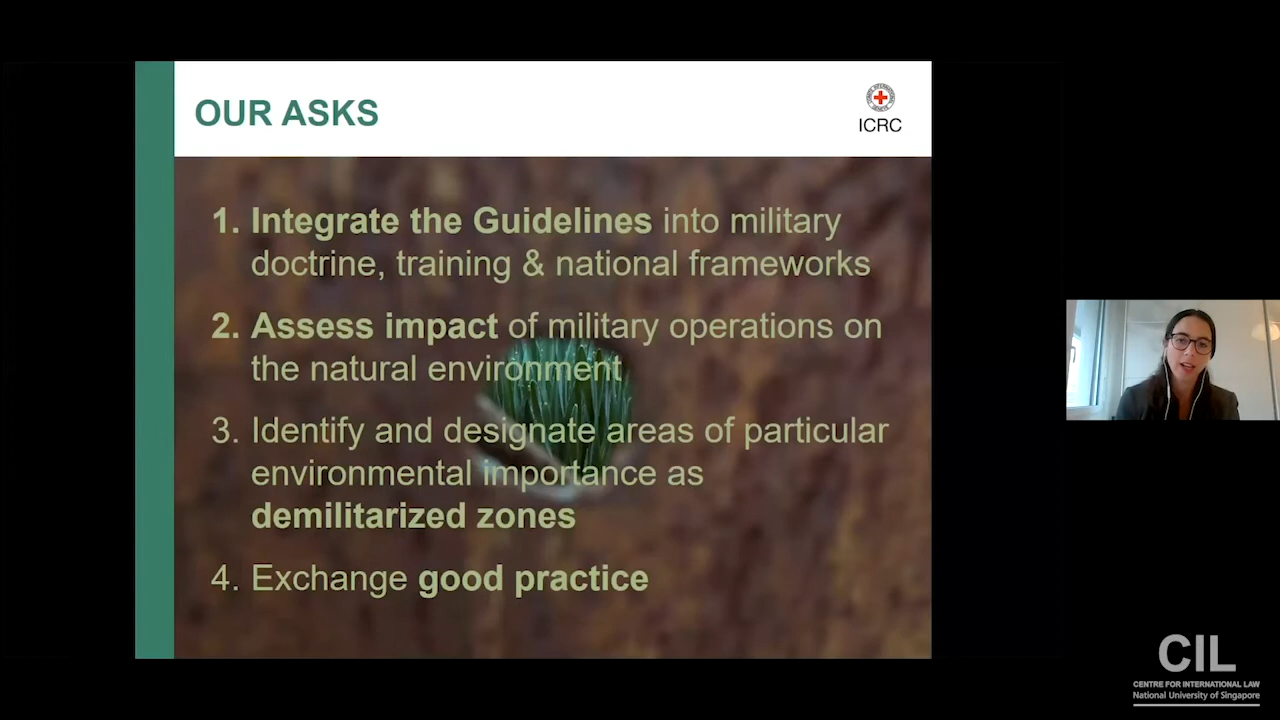 OUR ASKS
ICRC
1. Integrate the Guidelines into military
doctrine, training & national frameworks
2. Assess impact of military operations on
the natural environment
3. Identify and designate areas of particular
environmental importance as
demilitarized zones
4. Exchange good practice
CIL
CENTRE FOR INTERNATIONAL LAW
National University of Singapore